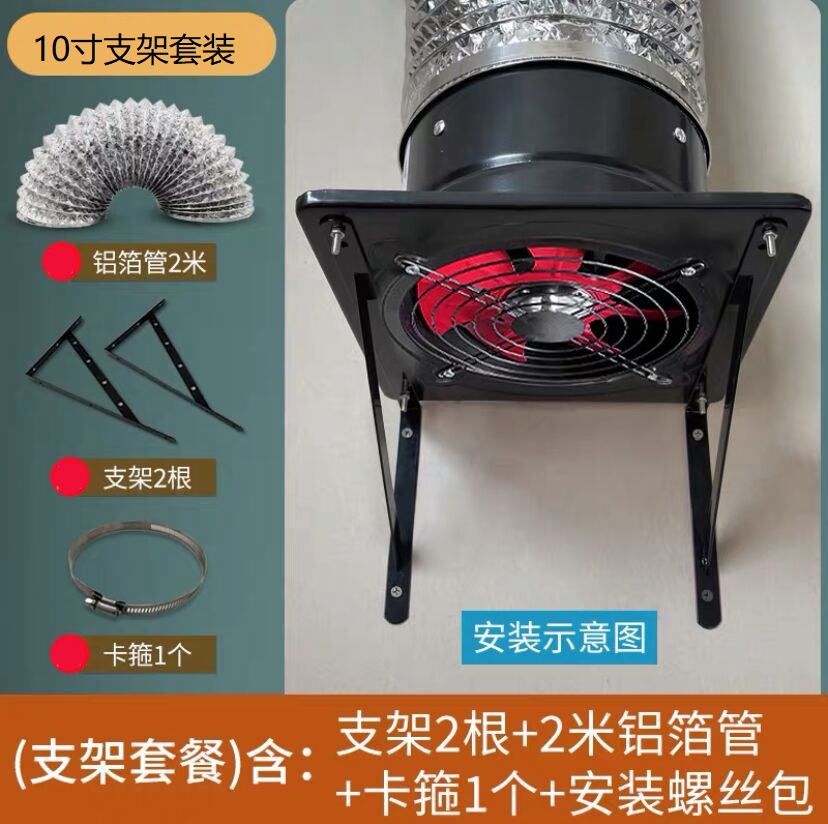 10寸支架套装
铝箔管2米
支架2根
卡箍1个
安装示意图
(支架套餐)含：
支架2根+2米铝箔管
+卡箍1个+安装螺丝包